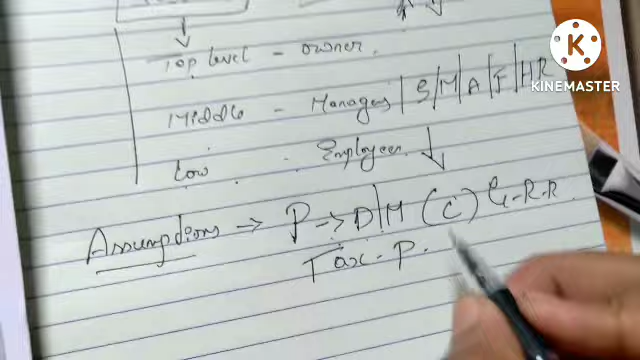 Top level - owner.
Middle - Managers | S | M | A | F | HR
KINEMASTER
Low . . Employees.
Assumptions → P → D | M (C) G-R-R
Tax-P.